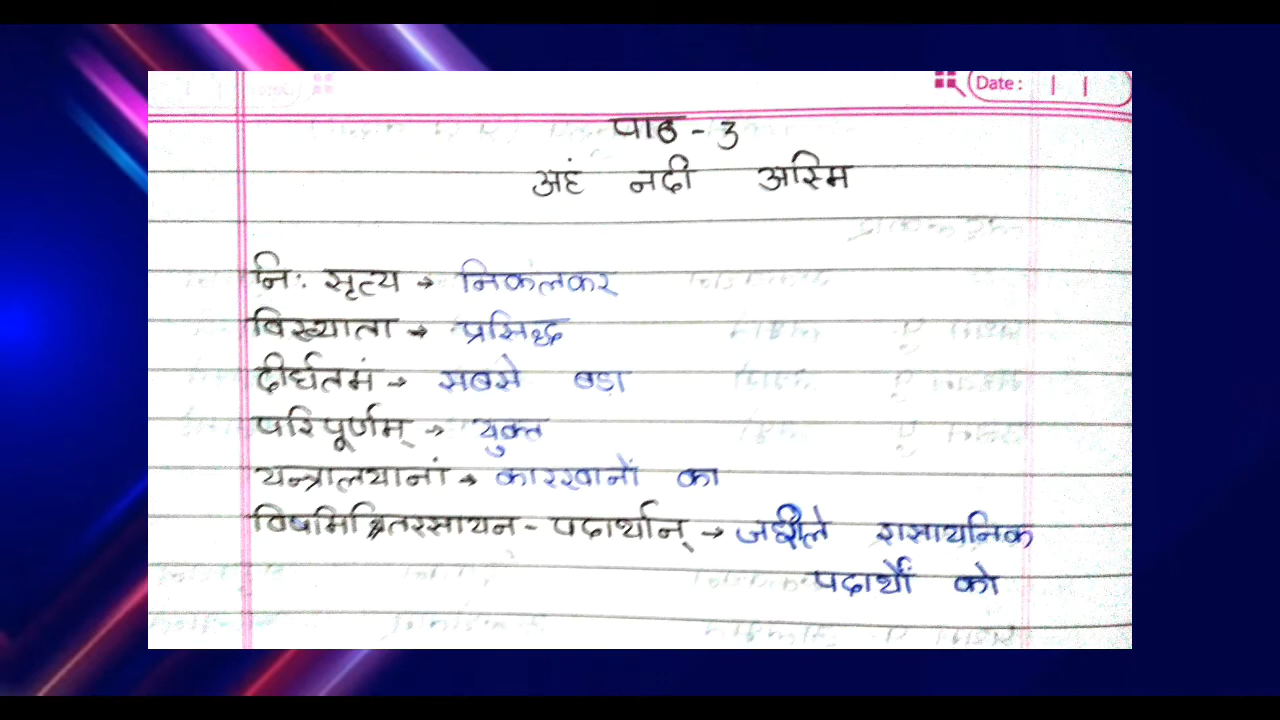 Date :
पाठ - 3
अहं नदी अस्मि
नि: सृत्य → निकलकर
विख्याता → प्रसिद्ध
दीर्घतमं → सबसे बड़ा
परिपूर्णम् → युक्त
यन्त्रालयानां → कारखानों का
विषमिश्रितरसायन - पदार्थान् → जहरीले रासायनिक
पदार्थों को